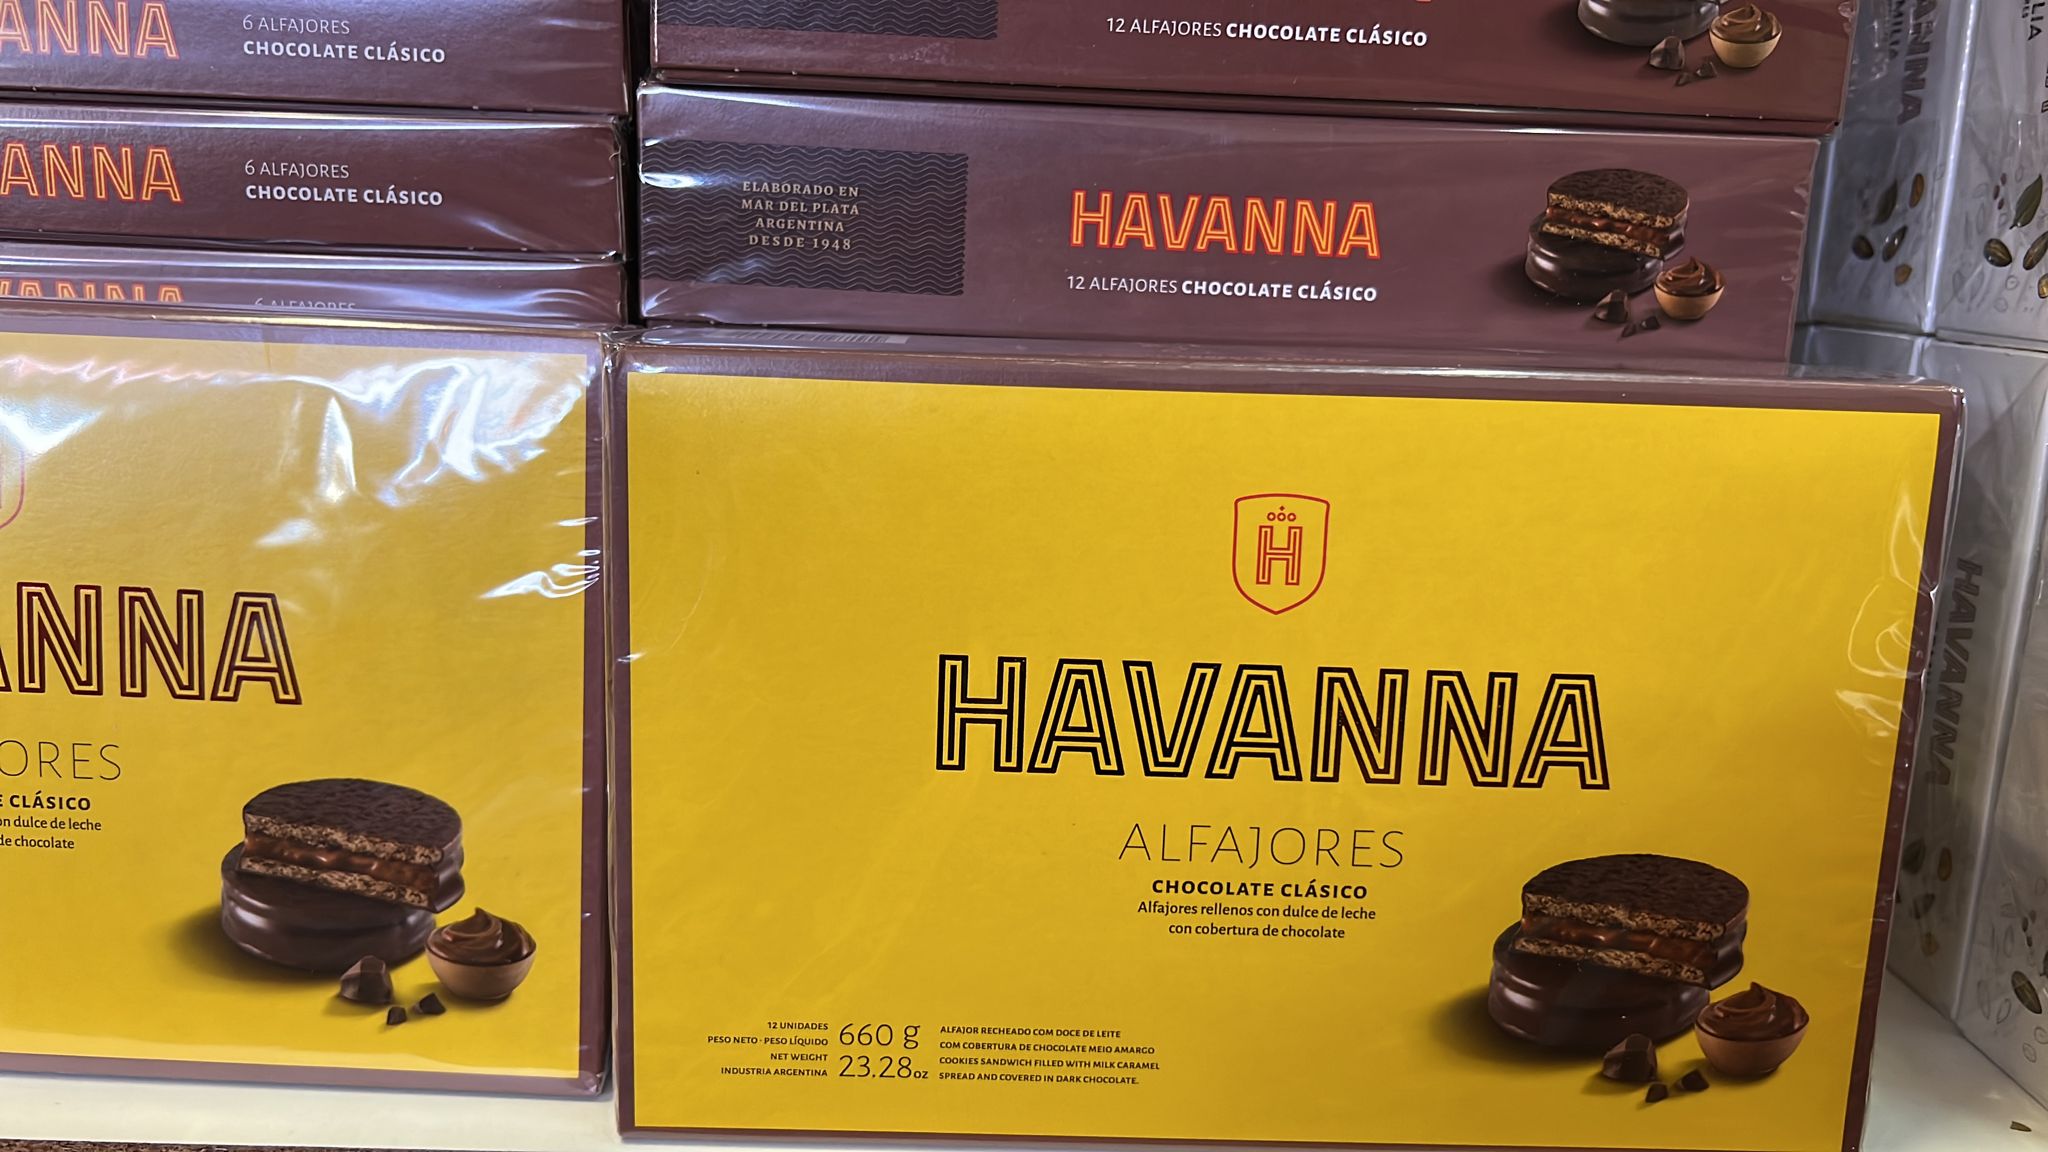 ANNA
6 ALFAJORES
CHOCOLATE CLÁSICO
12 ALFAJORES CHOCOLATE CLÁSICO
ANNA
6 ALFAJORES
CHOCOLATE CLÁSICO
ELABORADO EN
MAR DEL PLATA
ARGENTINA
DESDE 1948
HAVANNA
12 ALFAJORES CHOCOLATE CLÁSICO
VANNA
6 ALFAJORES
NNA
ORES
E CLÁSICO
on dulce de leche
de chocolate
H
HAVANNA
ALFAJORES
CHOCOLATE CLÁSICO
Alfajores rellenos con dulce de leche
con cobertura de chocolate
12 UNIDADES
PESO NETO - PESO LÍQUIDO
NET WEIGHT
INDUSTRIA ARGENTINA
660 g
23.28oz
ALFAJOR RECHEADO COM DOCE DE LEITE
COM COBERTURA DE CHOCOLATE MEIO AMARGO
COOKIES SANDWICH FILLED WITH MILK CARAMEL
SPREAD AND COVERED IN DARK CHOCOLATE.
HAVANNA